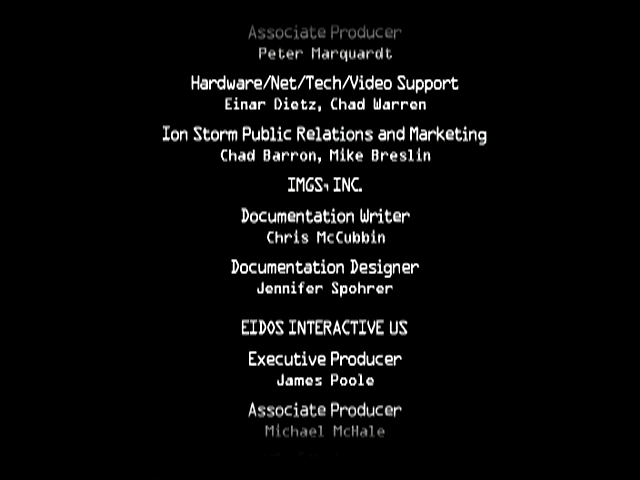 Associate Producer
Peter Marquardt
Hardware/Net/Tech/Video Support
Einar Dietz, Chad Warren
Ion Storm Public Relations and Marketing
Chad Barron, Mike Breslin
IMGS, INC.
Documentation Writer
Chris McCubbin
Documentation Designer
Jennifer Spohrer
EIDOS INTERACTIVE US
Executive Producer
James Poole
Associate Producer
Michael McHale